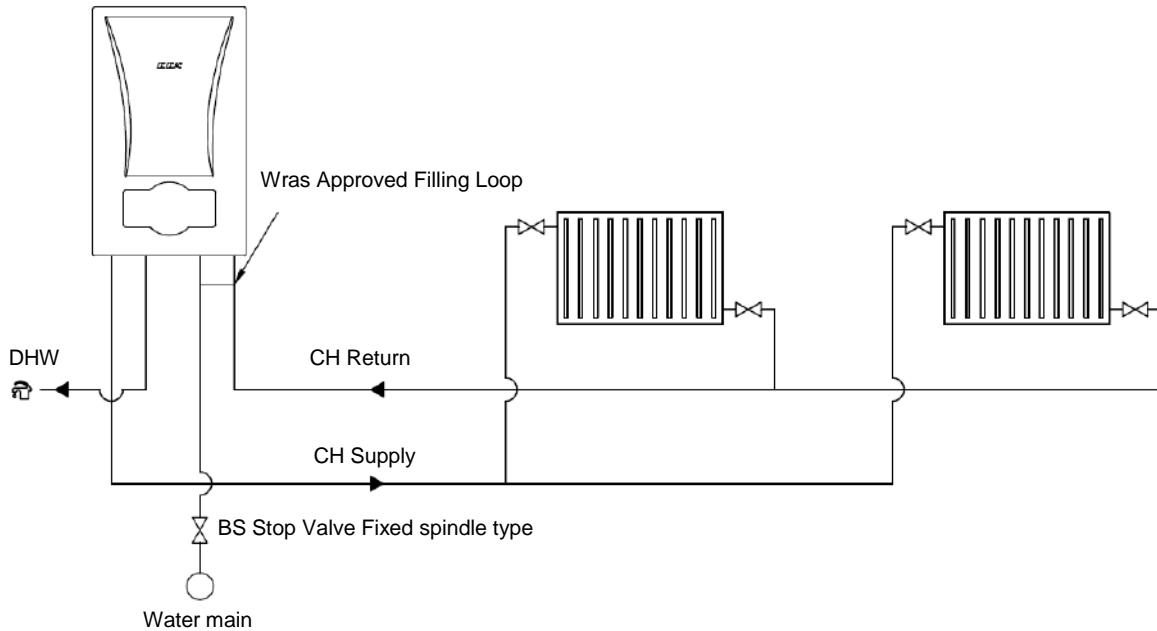 Wras Approved Filling Loop
DHW
CH Return
CH Supply
BS Stop Valve Fixed spindle type
Water main